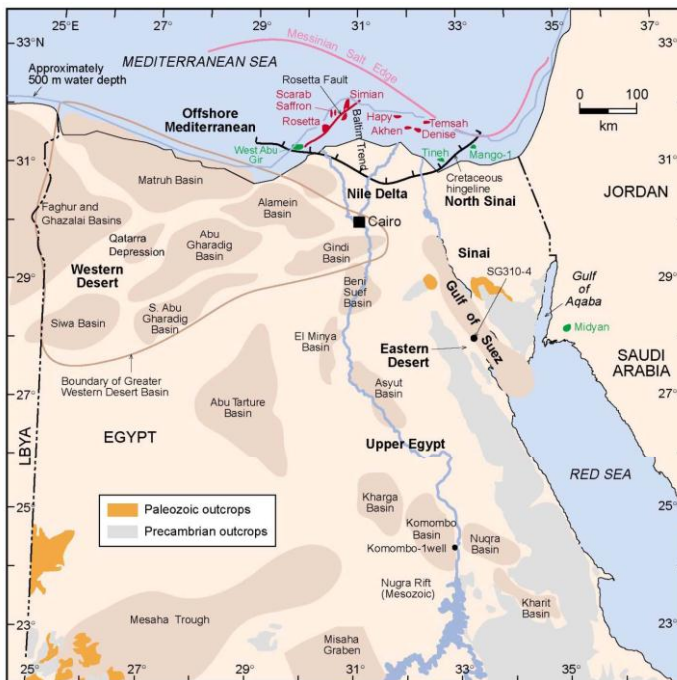 25°
27°
29°
31°
33°
35°
37°
33°N
MEDITERRANEAN SEA
Messinian Salt Edge
33°
Approximately
500 m water depth
Rosetta Fault
Scarab
Saffron
Simian
Offshore
Mediterranean
Rosetta
Hapy
Akhen
Temsah
Denise
Baltim Trend
0
100
km
31°
West Abu
Gir
Tineh
Mango-1
31°
Cretaceous
hingeline
Matruh Basin
Nile Delta
North Sinai
JORDAN
Faghur and
Ghazalai Basins
Alamein
Basin
Cairo
Qatarra
Depression
Abu
Gharadig
Basin
Gindi
Basin
Sinai
SG310-4
29°
Western
Desert
Beni
Suef
Basin
Gulf of Suez
Gulf
of
Aqaba
29°
Siwa Basin
S. Abu
Gharadig
Basin
El Minya
Basin
Eastern
Desert
Midyan
SAUDI
ARABIA
Boundary of Greater
Western Desert Basin
27°
Asyut
Basin
27°
LBYA
EGYPT
Abu Tarture
Basin
Upper Egypt
RED SEA
25°
Paleozoic outcrops
Precambrian outcrops
Kharga
Basin
Komombo
Basin
Komombo-1well
Nuqra
Basin
25°
Nugra Rift
(Mesozoic)
Kharit
Basin
23°
Mesaha Trough
Misaha
Graben
23°
25°
27°
29°
31°
33°
35°